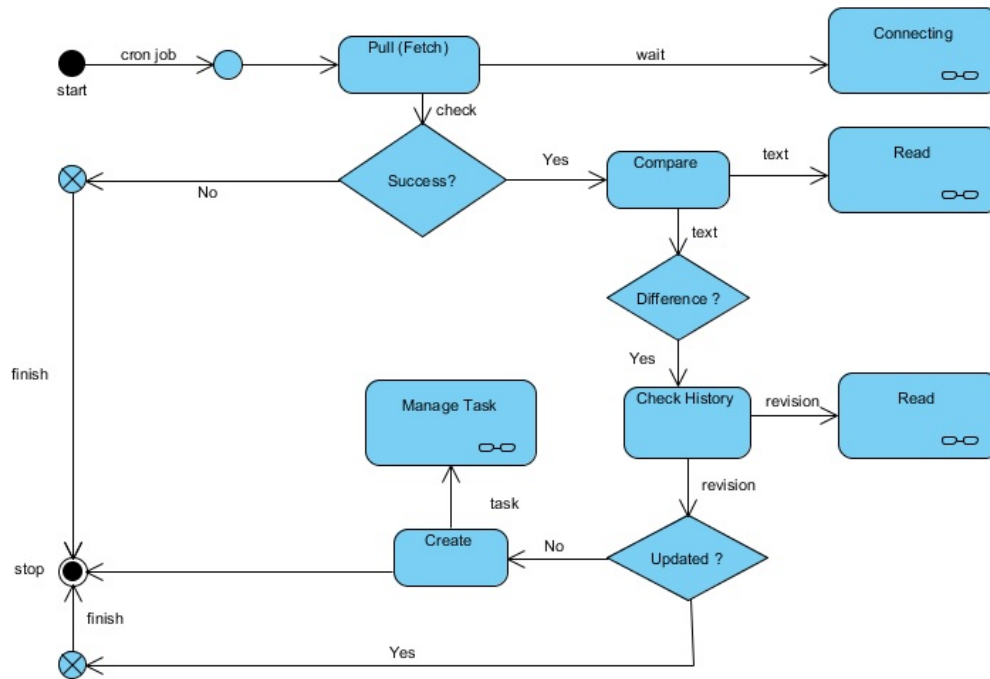 start
cron job
Pull (Fetch)
wait
Connecting
check
Success?
No
Yes
Compare
text
Read
text
Difference ?
Yes
Check History
revision
Read
revision
Updated ?
No
Create
task
Manage Task
finish
stop
finish
Yes